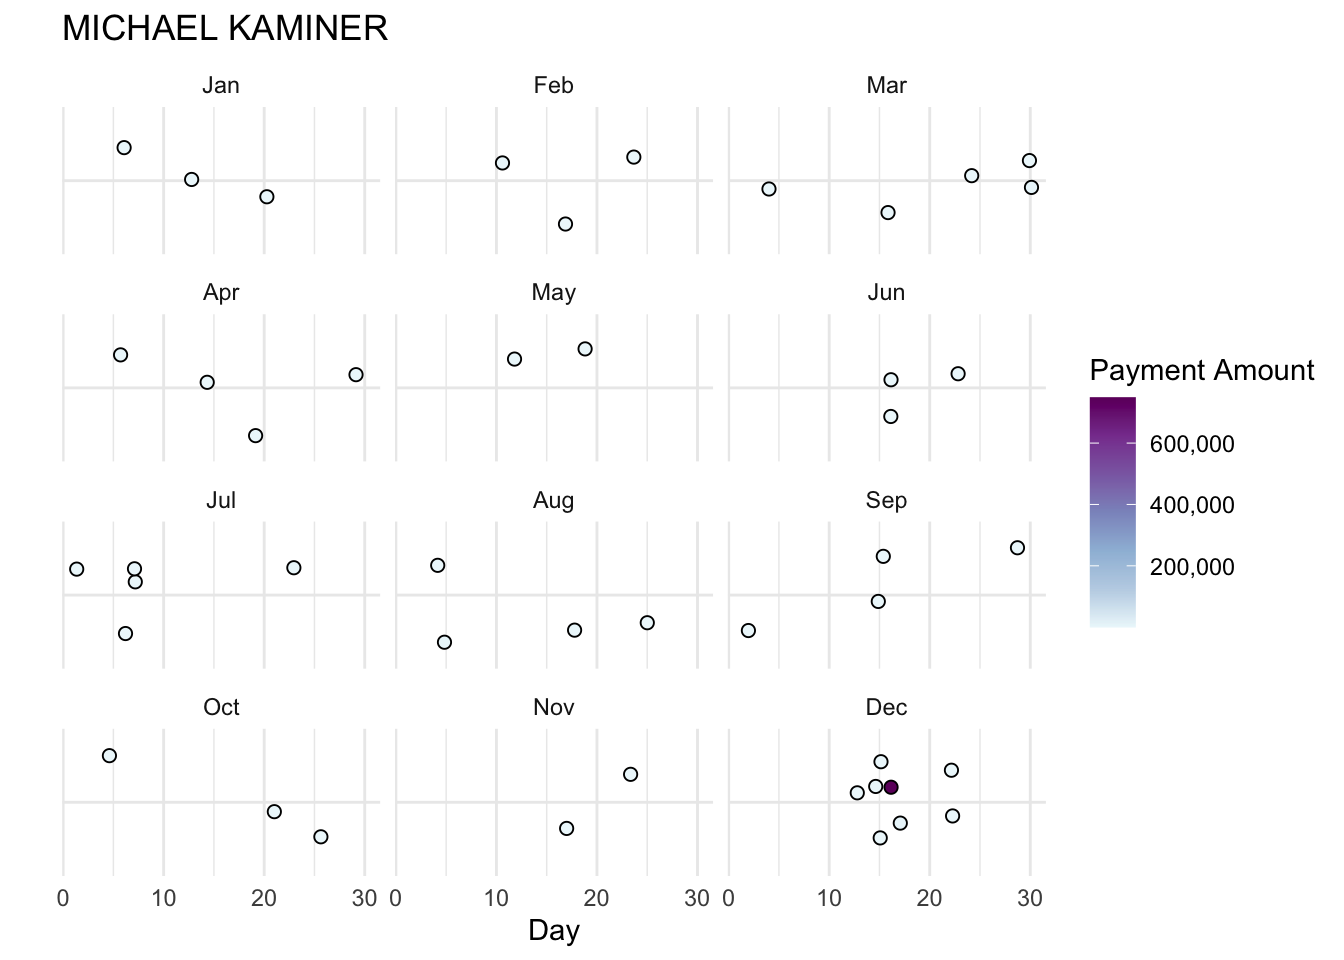 MICHAEL KAMINER
Jan Feb Mar
Apr May Jun
Jul Aug Sep
Oct Nov Dec
0 10 20 30 0 10 20 30 0 10 20 30
Day
Payment Amount
600,000
400,000
200,000